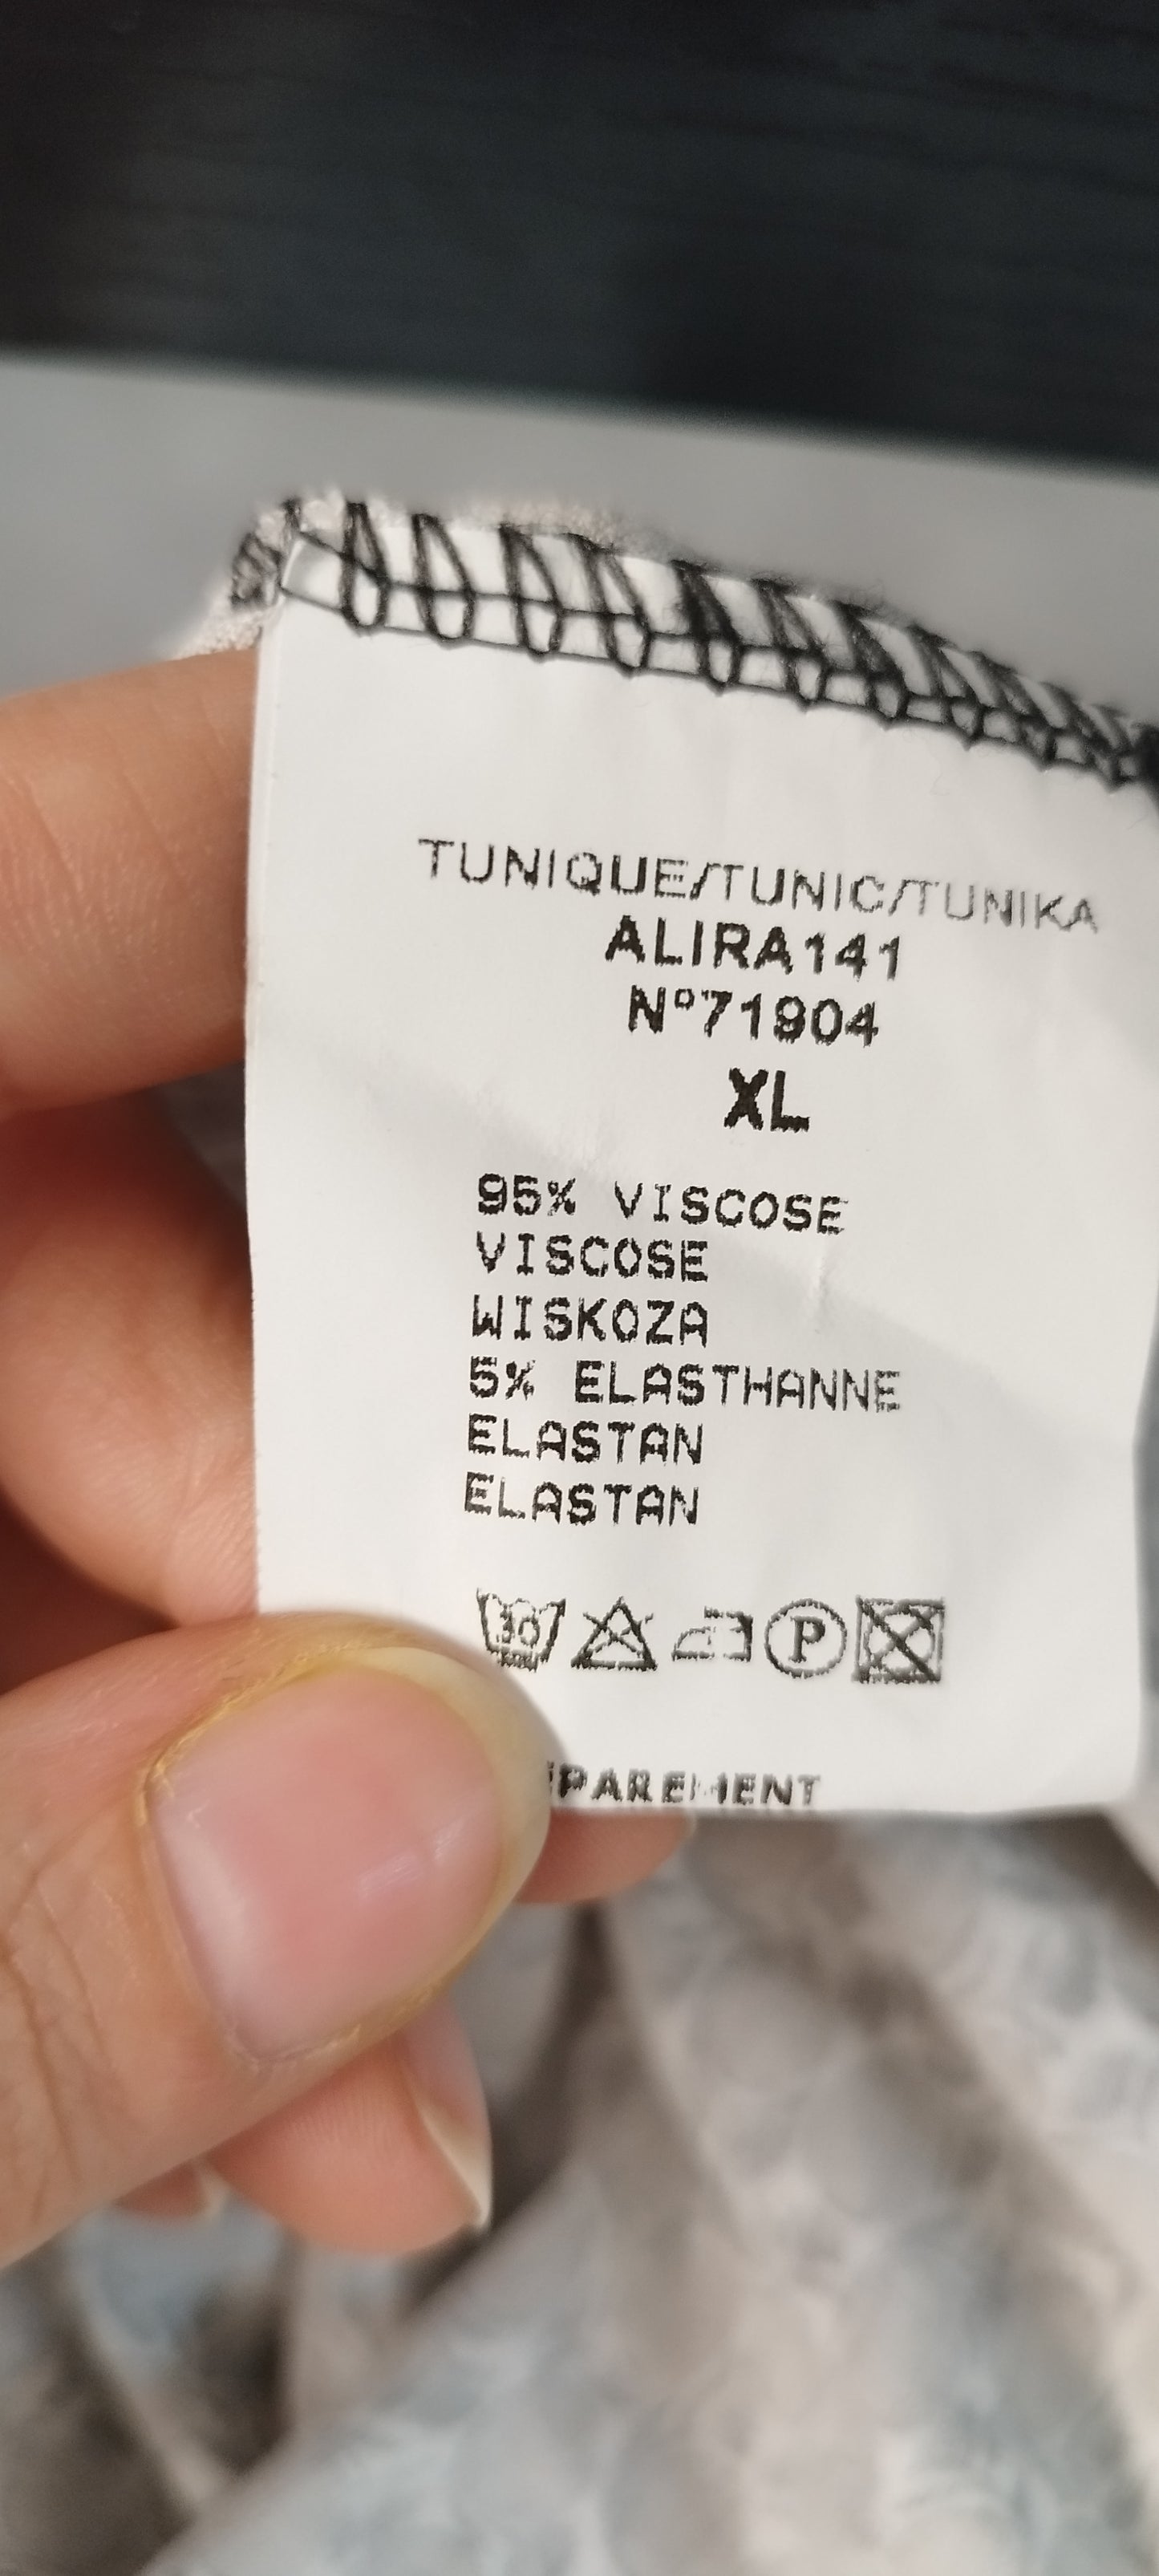 TUNIQUE/TUNIC/TUNIKA
ALIRA141
N°71904
XL
95% VISCOSE
VISCOSE
WISKOZA
5% ELASTHANNE
ELASTAN
ELASTAN
30 P